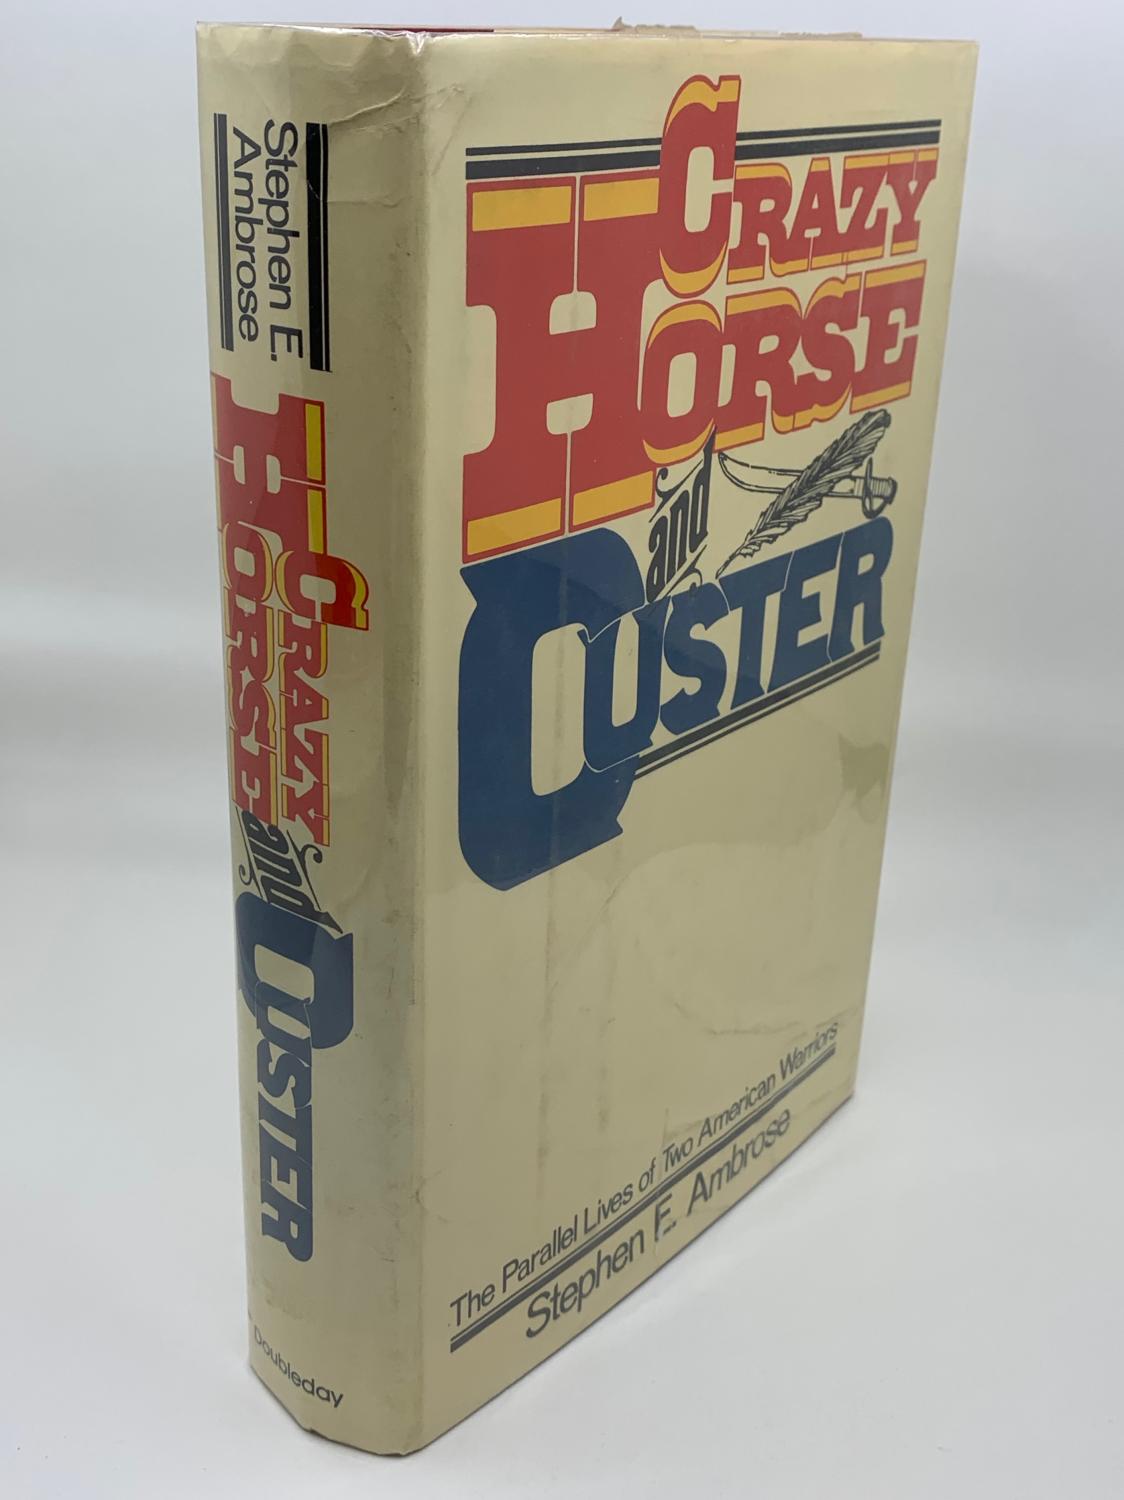 Stephen E.
Ambrose
CRAZY
HORSE
and
CUSTER
Doubleday
CRAZY
HORSE
and
CUSTER
The Parallel Lives of Two American Warriors
Stephen E. Ambrose